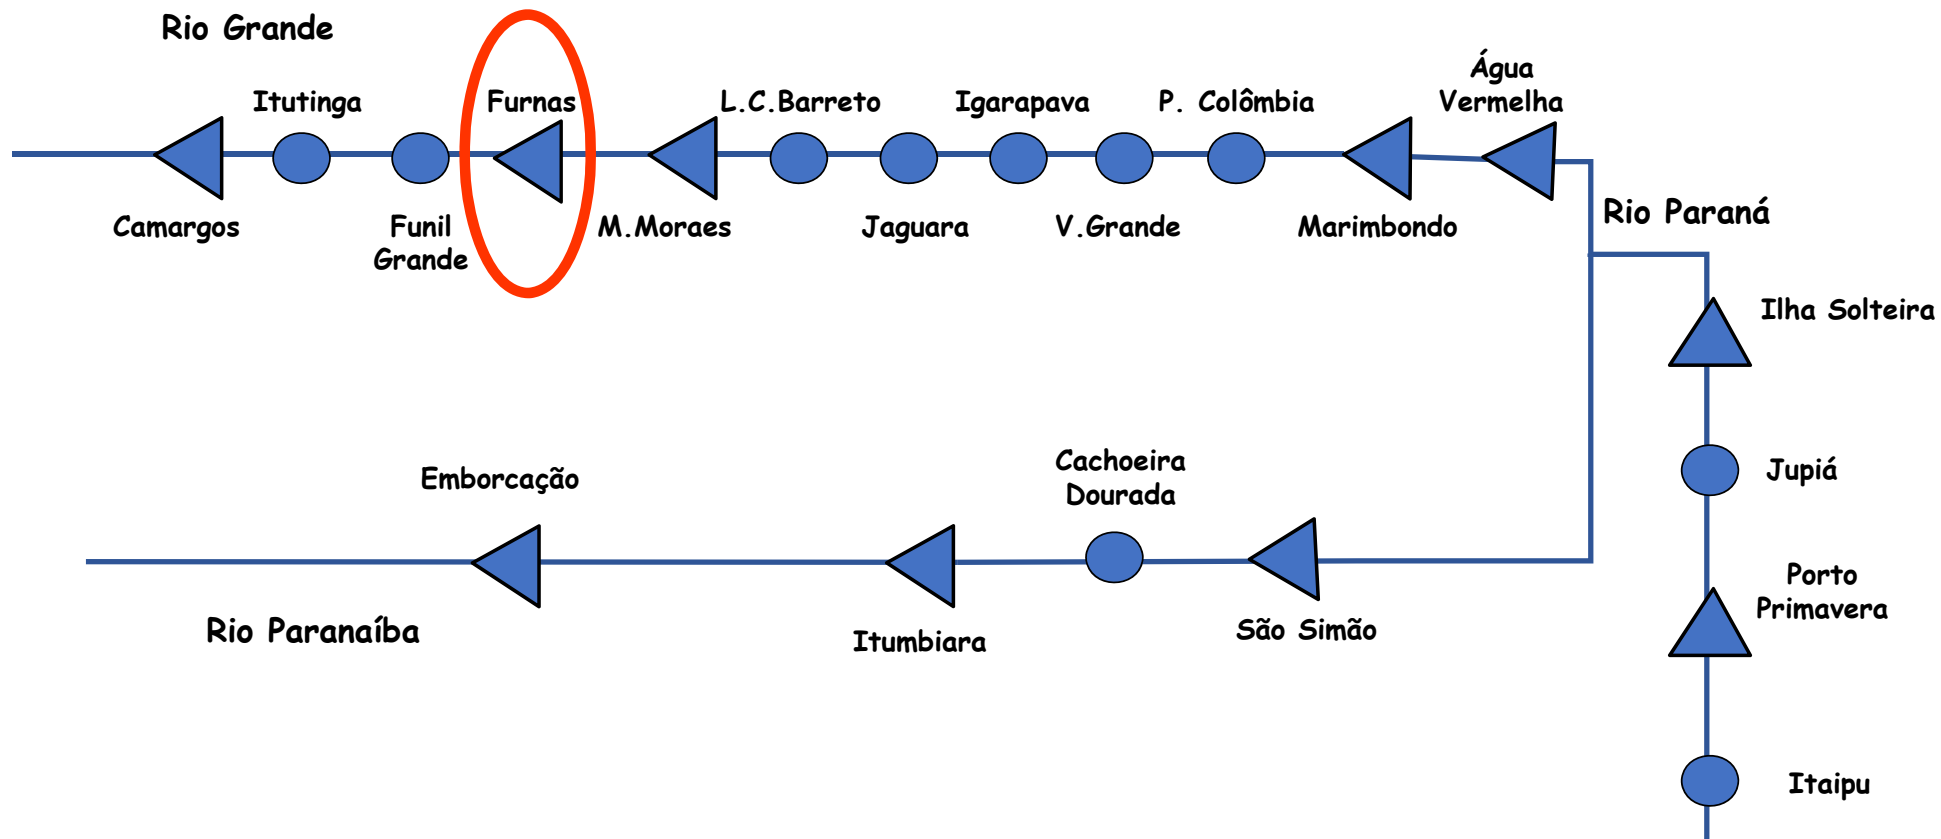 Rio Grande
Itutinga
Furnas
L.C.Barreto
Igarapava
P. Colômbia
Água
Vermelha
Camargos
Funil
Grande
M.Moraes
Jaguara
V.Grande
Marimbondo
Rio Paraná
Ilha Solteira
Jupiá
Porto
Primavera
Itaipu
Emborcação
Cachoeira
Dourada
Rio Paranaíba
Itumbiara
São Simão